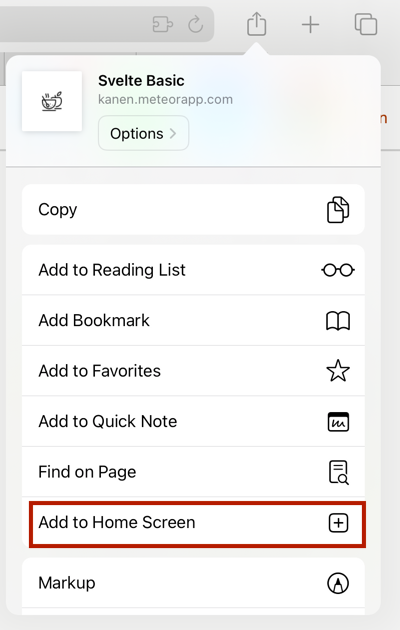 Svelte Basic
kanen.meteorapp.com
Options
Copy
Add to Reading List
Add Bookmark
Add to Favorites
Add to Quick Note
Find on Page
Add to Home Screen
Markup